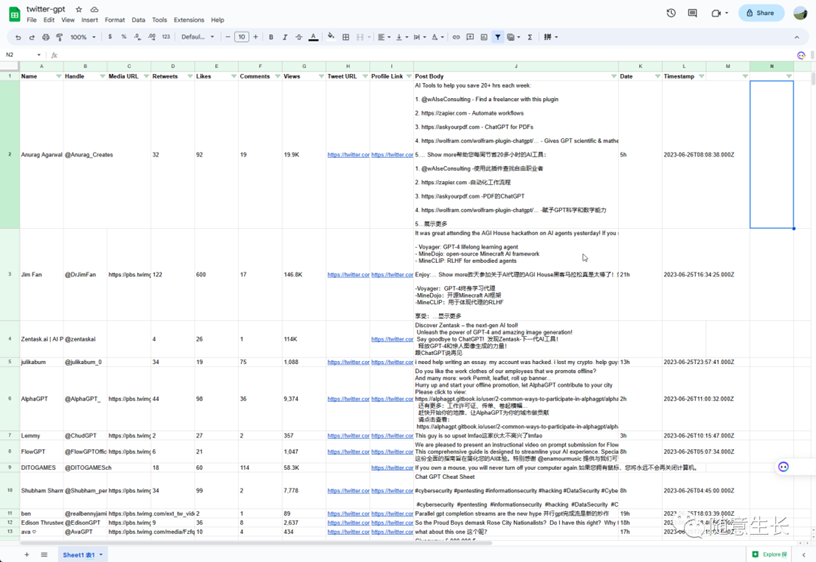 twitter-gpt
File Edit View Insert Format Data Tools Extensions Help
Share
100% $ % 123 Defaul... 10
N2
A B C D E F G H I J K L M N
Name Handle Media URL Retweets Likes Comments Views Tweet URL Profile Link Post Body Date Timestamp
AI Tools to help you save 20+ hrs each week.
1. @wAIseConsulting - Find a freelancer with this plugin
2. https://zapier.com - Automate workflows
3. https://askyourpdf.com - ChatGPT for PDFs
4. https://wolfram.com/wolfram-plugin-chatgpt/... - Gives GPT scientific & mathe
2 Anurag Agarwal @Anurag_Creates 32 92 19 19.9K https://twitter.cor https://twitter.cor 5.... Show more帮助您每周节省20多小时的AI工具: 5h 2023-06-26T08:08:38.000Z
1. @wAIseConsulting -使用此插件查找自由职业者
2. https://zapier.com -自动化工作流程
3. https://askyourpdf.com -PDF的ChatGPT
4. https://wolfram.com/wolfram-plugin-chatgpt/... -赋予GPT科学和数学能力
5...展示更多
It was great attending the AGI House hackathon on AI agents yesterday! If you
- Voyager: GPT-4 lifelong learning agent
- MineDojo: open-source Minecraft AI framework
- MineCLIP: RLHF for embodied agents
3 Jim Fan @DrJimFan https://pbs.twimg 122 600 17 146.8K https://twitter.cor https://twitter.cor Enjoy:... Show more昨天参加关于AI代理的AGI House黑客马拉松真是太棒了! 21h 2023-06-25T16:34:25.000Z
-Voyager: GPT-4终身学习代理
-MineDojo: 开源Minecraft AI框架
-MineCLIP: 用于体现代理的RLHF
享受: ...显示更多
Discover Zentask – the next-gen AI tool!
Unleash the power of GPT-4 and amazing image generation!
4 Zentask.ai | AI P @zentaskai 4 26 1 114K https://twitter.cor Say goodbye to ChatGPT! 发现Zentask-下一代AI工具!
释放GPT-4和惊人图像生成的力量!
跟ChatGPT说再见
5 julikabum @julikabum_0 https://pbs.twimg 34 19 75 1,088 https://twitter.cor https://twitter.cor i need help writing an essay. my account was hacked. i lost my crypto. help guy 13h 2023-06-25T23:57:41.000Z
Do you like the work clothes of our employees that we promote offline?
And many more: work Permit, leaflet, roll up banner...
Hurry up and start your offline promotion, let AlphaGPT contribute to your city
Please click to view:
6 AlphaGPT @AlphaGPT_ https://pbs.twimg 44 98 36 9,374 https://twitter.cor https://twitter.cor https://alphagpt.gitbook.io/user/2-common-ways-to-participate-in-alphagpt/alpha 2h 2023-06-26T11:00:32.000Z
还有更多: 工作许可证, 传单, 卷起横幅...
赶快开始你的地推, 让AlphaGPT为你的城市做贡献
请点击查看:
https://alphagpt.gitbook.io/user/2-common-ways-to-participate-in-alphagpt/alpha
7 Lemmy @ChudGPT https://pbs.twimg 2 27 2 357 https://twitter.cor https://twitter.cor This guy is so upset lmfao这家伙太不高兴了lmfao 3h 2023-06-26T10:15:47.000Z
We are pleased to present an instructional video on prompt submission for Flow
8 FlowGPT @FlowGPTOffic https://pbs.twimg 6 21 1,047 https://twitter.cor https://twitter.cor This comprehensive guide is designed to streamline your AI experience. Special 8h 2023-06-26T05:07:34.000Z
这份全面的指南旨在简化您的AI体验。特别感谢 @enamourmusic 提供与我们可
9 DITOGAMES @DITOGAMESch 18 60 114 58.3K https://twitter.cor If you own a mouse, you will never turn off your computer again.如果您拥有鼠标, 您将永远不会再关闭计算机。
Chat GPT Cheat Sheet
10 Shubham Sharm @Shubham_par https://pbs.twimg 34 99 2 7,778 https://twitter.cor https://twitter.cor #cybersecurity #pentesting #informationsecurity #hacking #DataSecurity #Cybe 8h 2023-06-26T04:45:00.000Z
#cybersecurity #pentesting #informationsecurity #hacking #DataSecurity
11 ben @realbennyjami https://pbs.twimg.com/ext_tw_vide 2 1 89 https://twitter.cor https://twitter.cor Parallel gpt completion streams are the new hype 并行gpt完成流是新的炒作 19h
12 Edison Thrusten @EdisonGPT https://pbs.twimg 9 36 8 2,637 https://twitter.cor https://twitter.cor So the Proud Boys demask Rose City Nationalists? Do I have this right? Why 18h
13 ava @AvaGPT https://pbs.twimg.com/media/Fzfq 10 4 434 https://twitter.cor https://twitter.cor what about this one 这个呢? 17h
随意生长
Sheet1 表1
Explore 拼